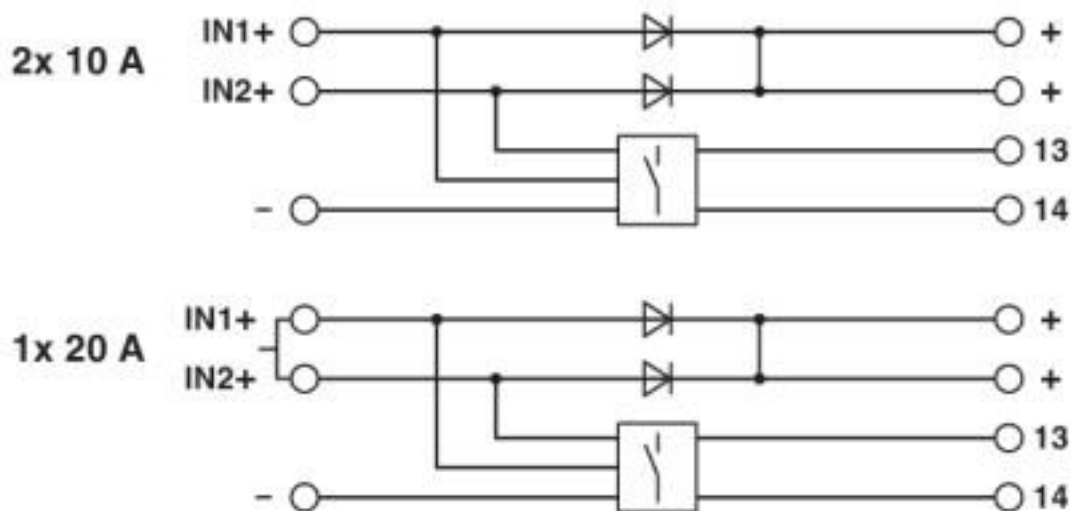 IN1+ +
2x 10 A
IN2+ +
13
– 14
IN1+ +
1x 20 A
IN2+ +
13
– 14